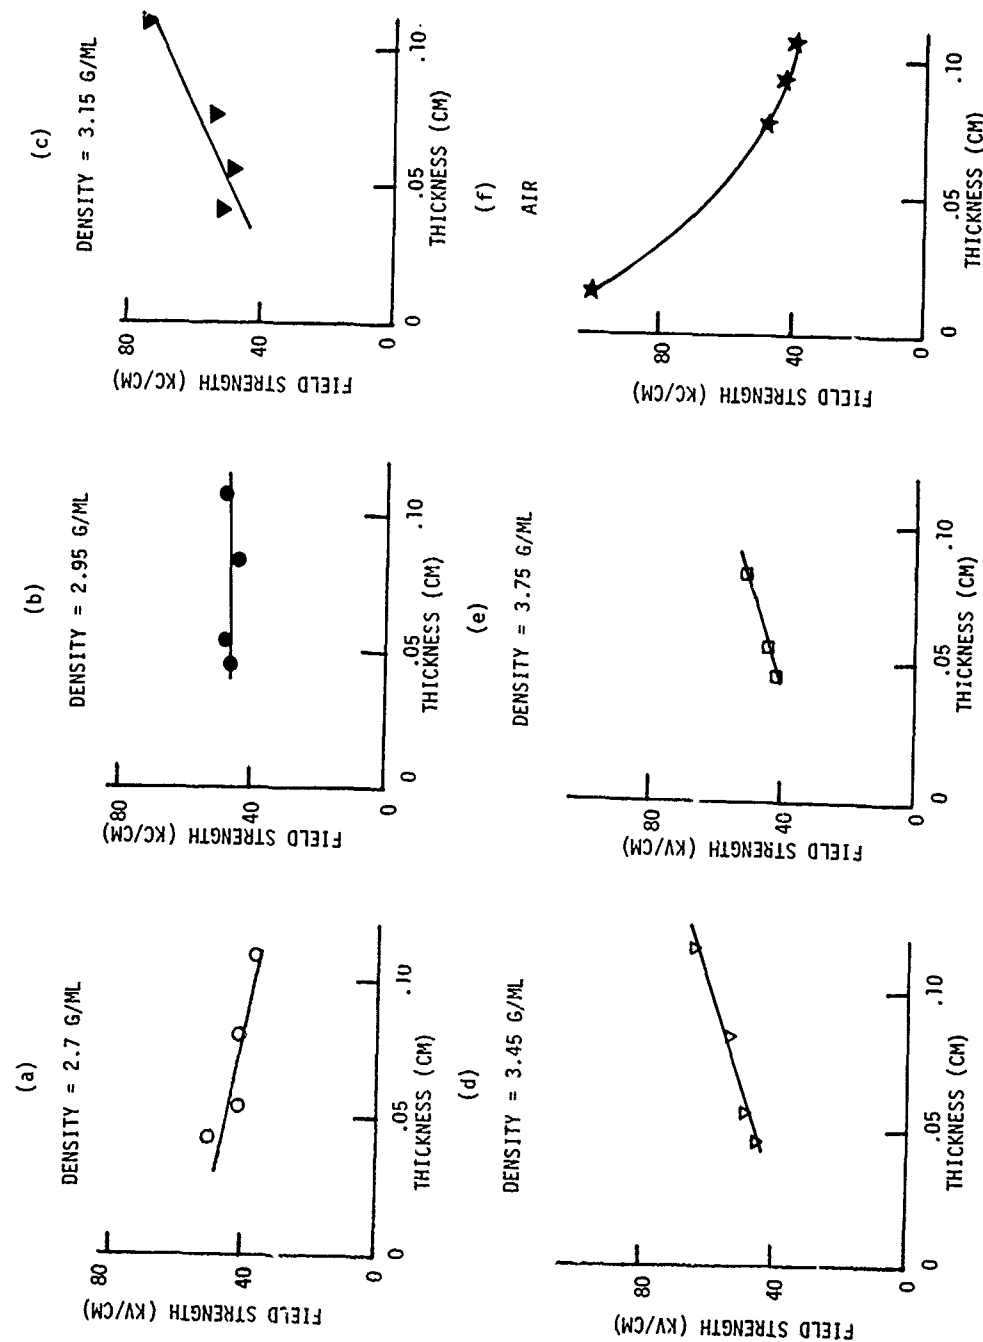 (a)
DENSITY = 2.7 G/ML
FIELD STRENGTH (KV/CM)
80
40
0
0
.05
.10
THICKNESS (CM)
(b)
DENSITY = 2.95 G/ML
FIELD STRENGTH (KC/CM)
80
40
0
0
.05
.10
THICKNESS (CM)
(c)
DENSITY = 3.15 G/ML
FIELD STRENGTH (KC/CM)
80
40
0
0
.05
.10
THICKNESS (CM)
(d)
DENSITY = 3.45 G/ML
FIELD STRENGTH (KV/CM)
80
40
0
.05
.10
THICKNESS (CM)
(e)
DENSITY = 3.75 G/ML
FIELD STRENGTH (KV/CM)
80
40
0
0
.05
.10
THICKNESS (CM)
(f)
AIR
FIELD STRENGTH (KC/CM)
80
40
0
0
.05
.10
THICKNESS (CM)